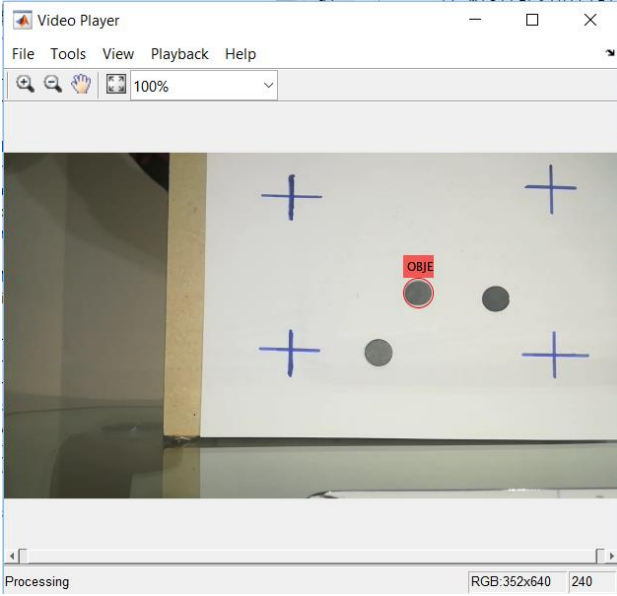 Video Player
File Tools View Playback Help
100%
OBJE
Processing
RGB:352x640
240